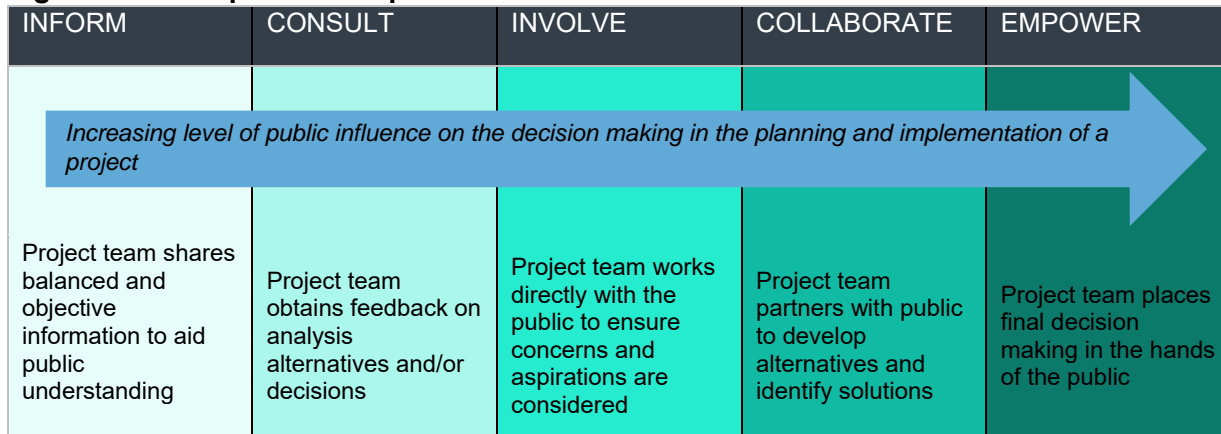 INFORM
CONSULT
INVOLVE
COLLABORATE
EMPOWER
Increasing level of public influence on the decision making in the planning and implementation of a
project
Project team shares
balanced and
objective
information to aid
public
understanding
Project team
obtains feedback on
analysis
alternatives and/or
decisions
Project team works
directly with the
public to ensure
concerns and
aspirations are
considered
Project team
partners with public
to develop
alternatives and
identify solutions
Project team places
final decision
making in the hands
of the public